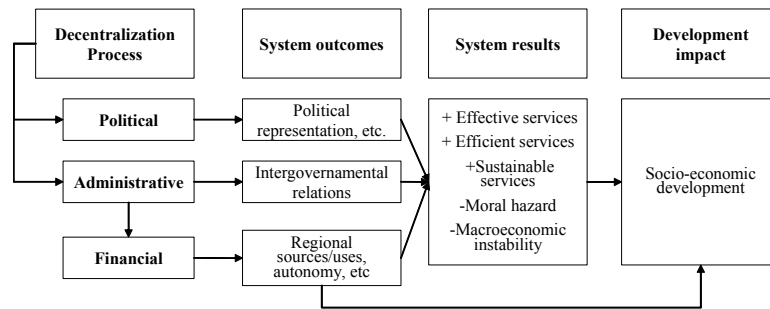 Decentralization
Process
System outcomes
System results
Development
impact
Political
Political
representation, etc.
Administrative
Intergovernamental
relations
Financial
Regional
sources/uses,
autonomy, etc
+ Effective services
+ Efficient services
+Sustainable
services
-Moral hazard
-Macroeconomic
instability
Socio-economic
development